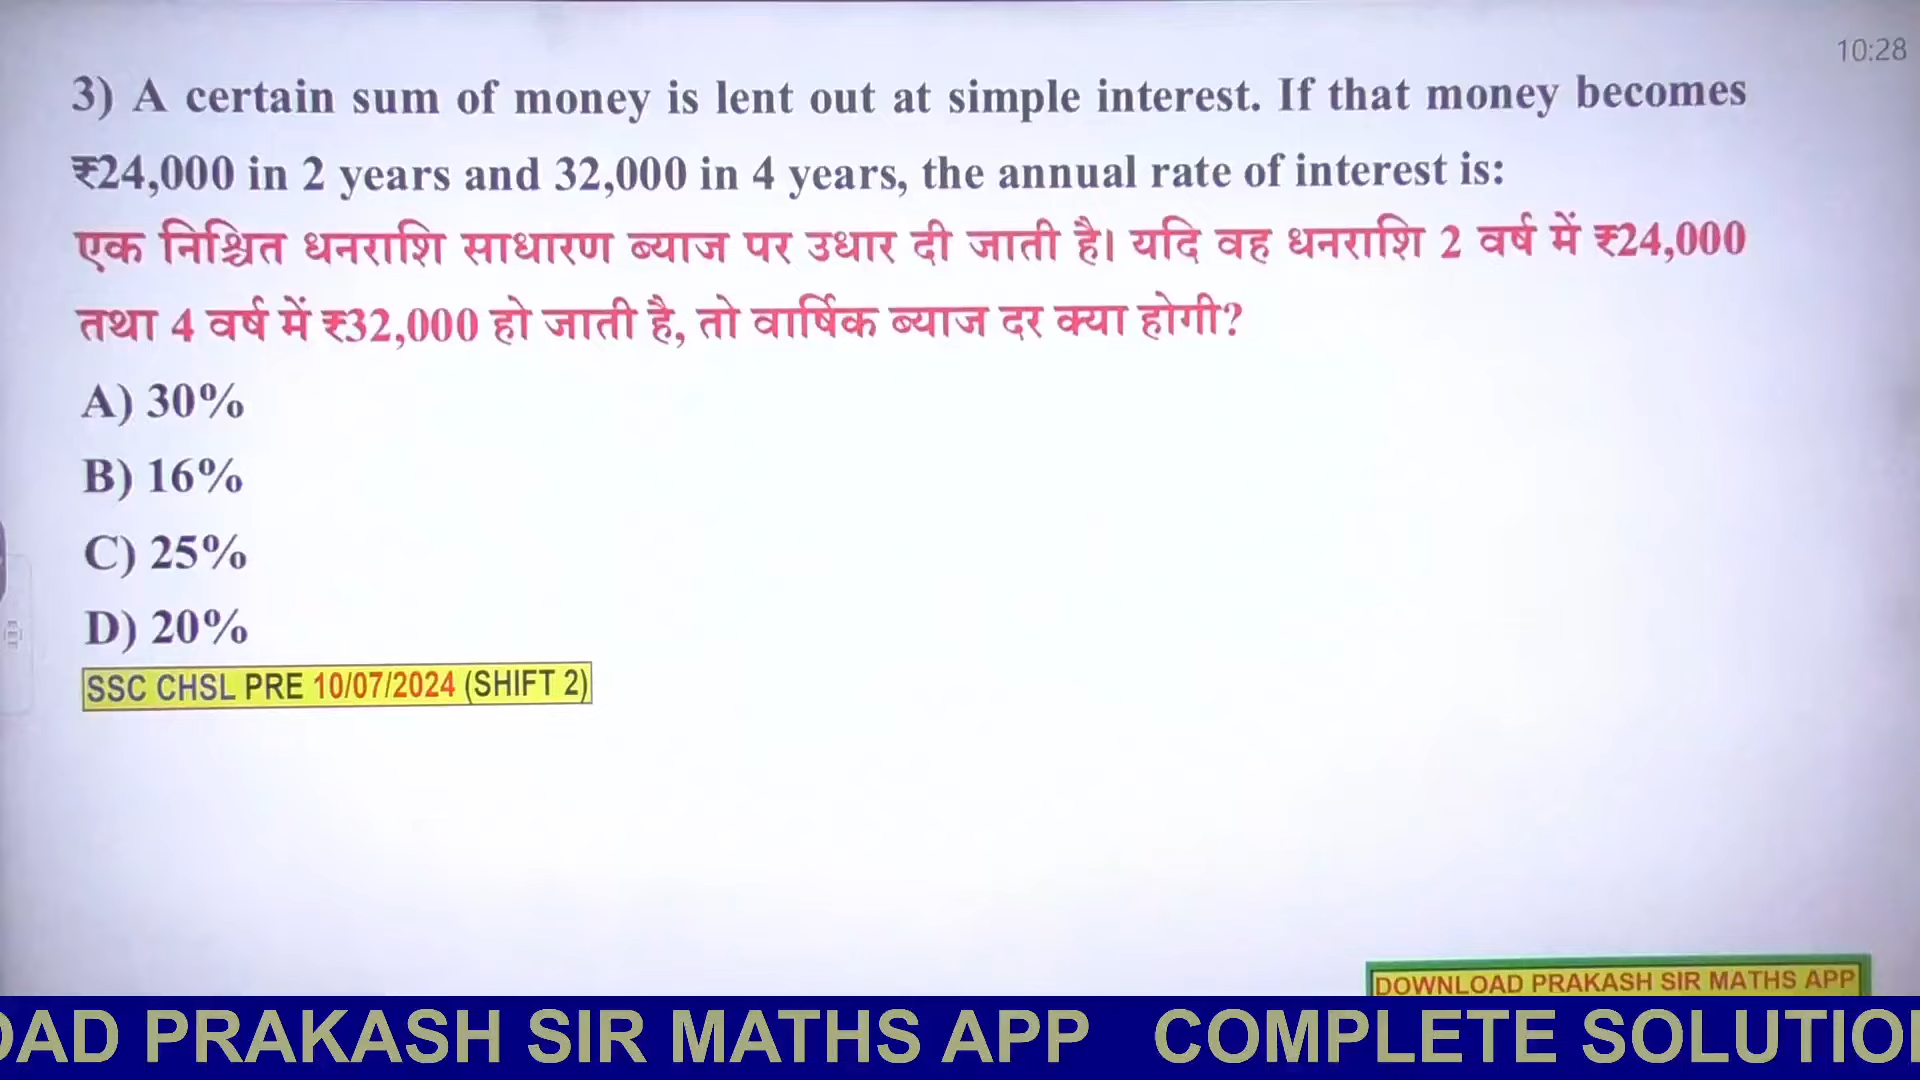 10:28
3) A certain sum of money is lent out at simple interest. If that money becomes
₹24,000 in 2 years and 32,000 in 4 years, the annual rate of interest is:
एक निश्चित धनराशि साधारण ब्याज पर उधार दी जाती है। यदि वह धनराशि 2 वर्ष में ₹24,000
तथा 4 वर्ष में ₹32,000 हो जाती है, तो वार्षिक ब्याज दर क्या होगी?
A) 30%
B) 16%
C) 25%
D) 20%
SSC CHSL PRE 10/07/2024 (SHIFT 2)
DOWNLOAD PRAKASH SIR MATHS APP
OAD PRAKASH SIR MATHS APP COMPLETE SOLUTIO